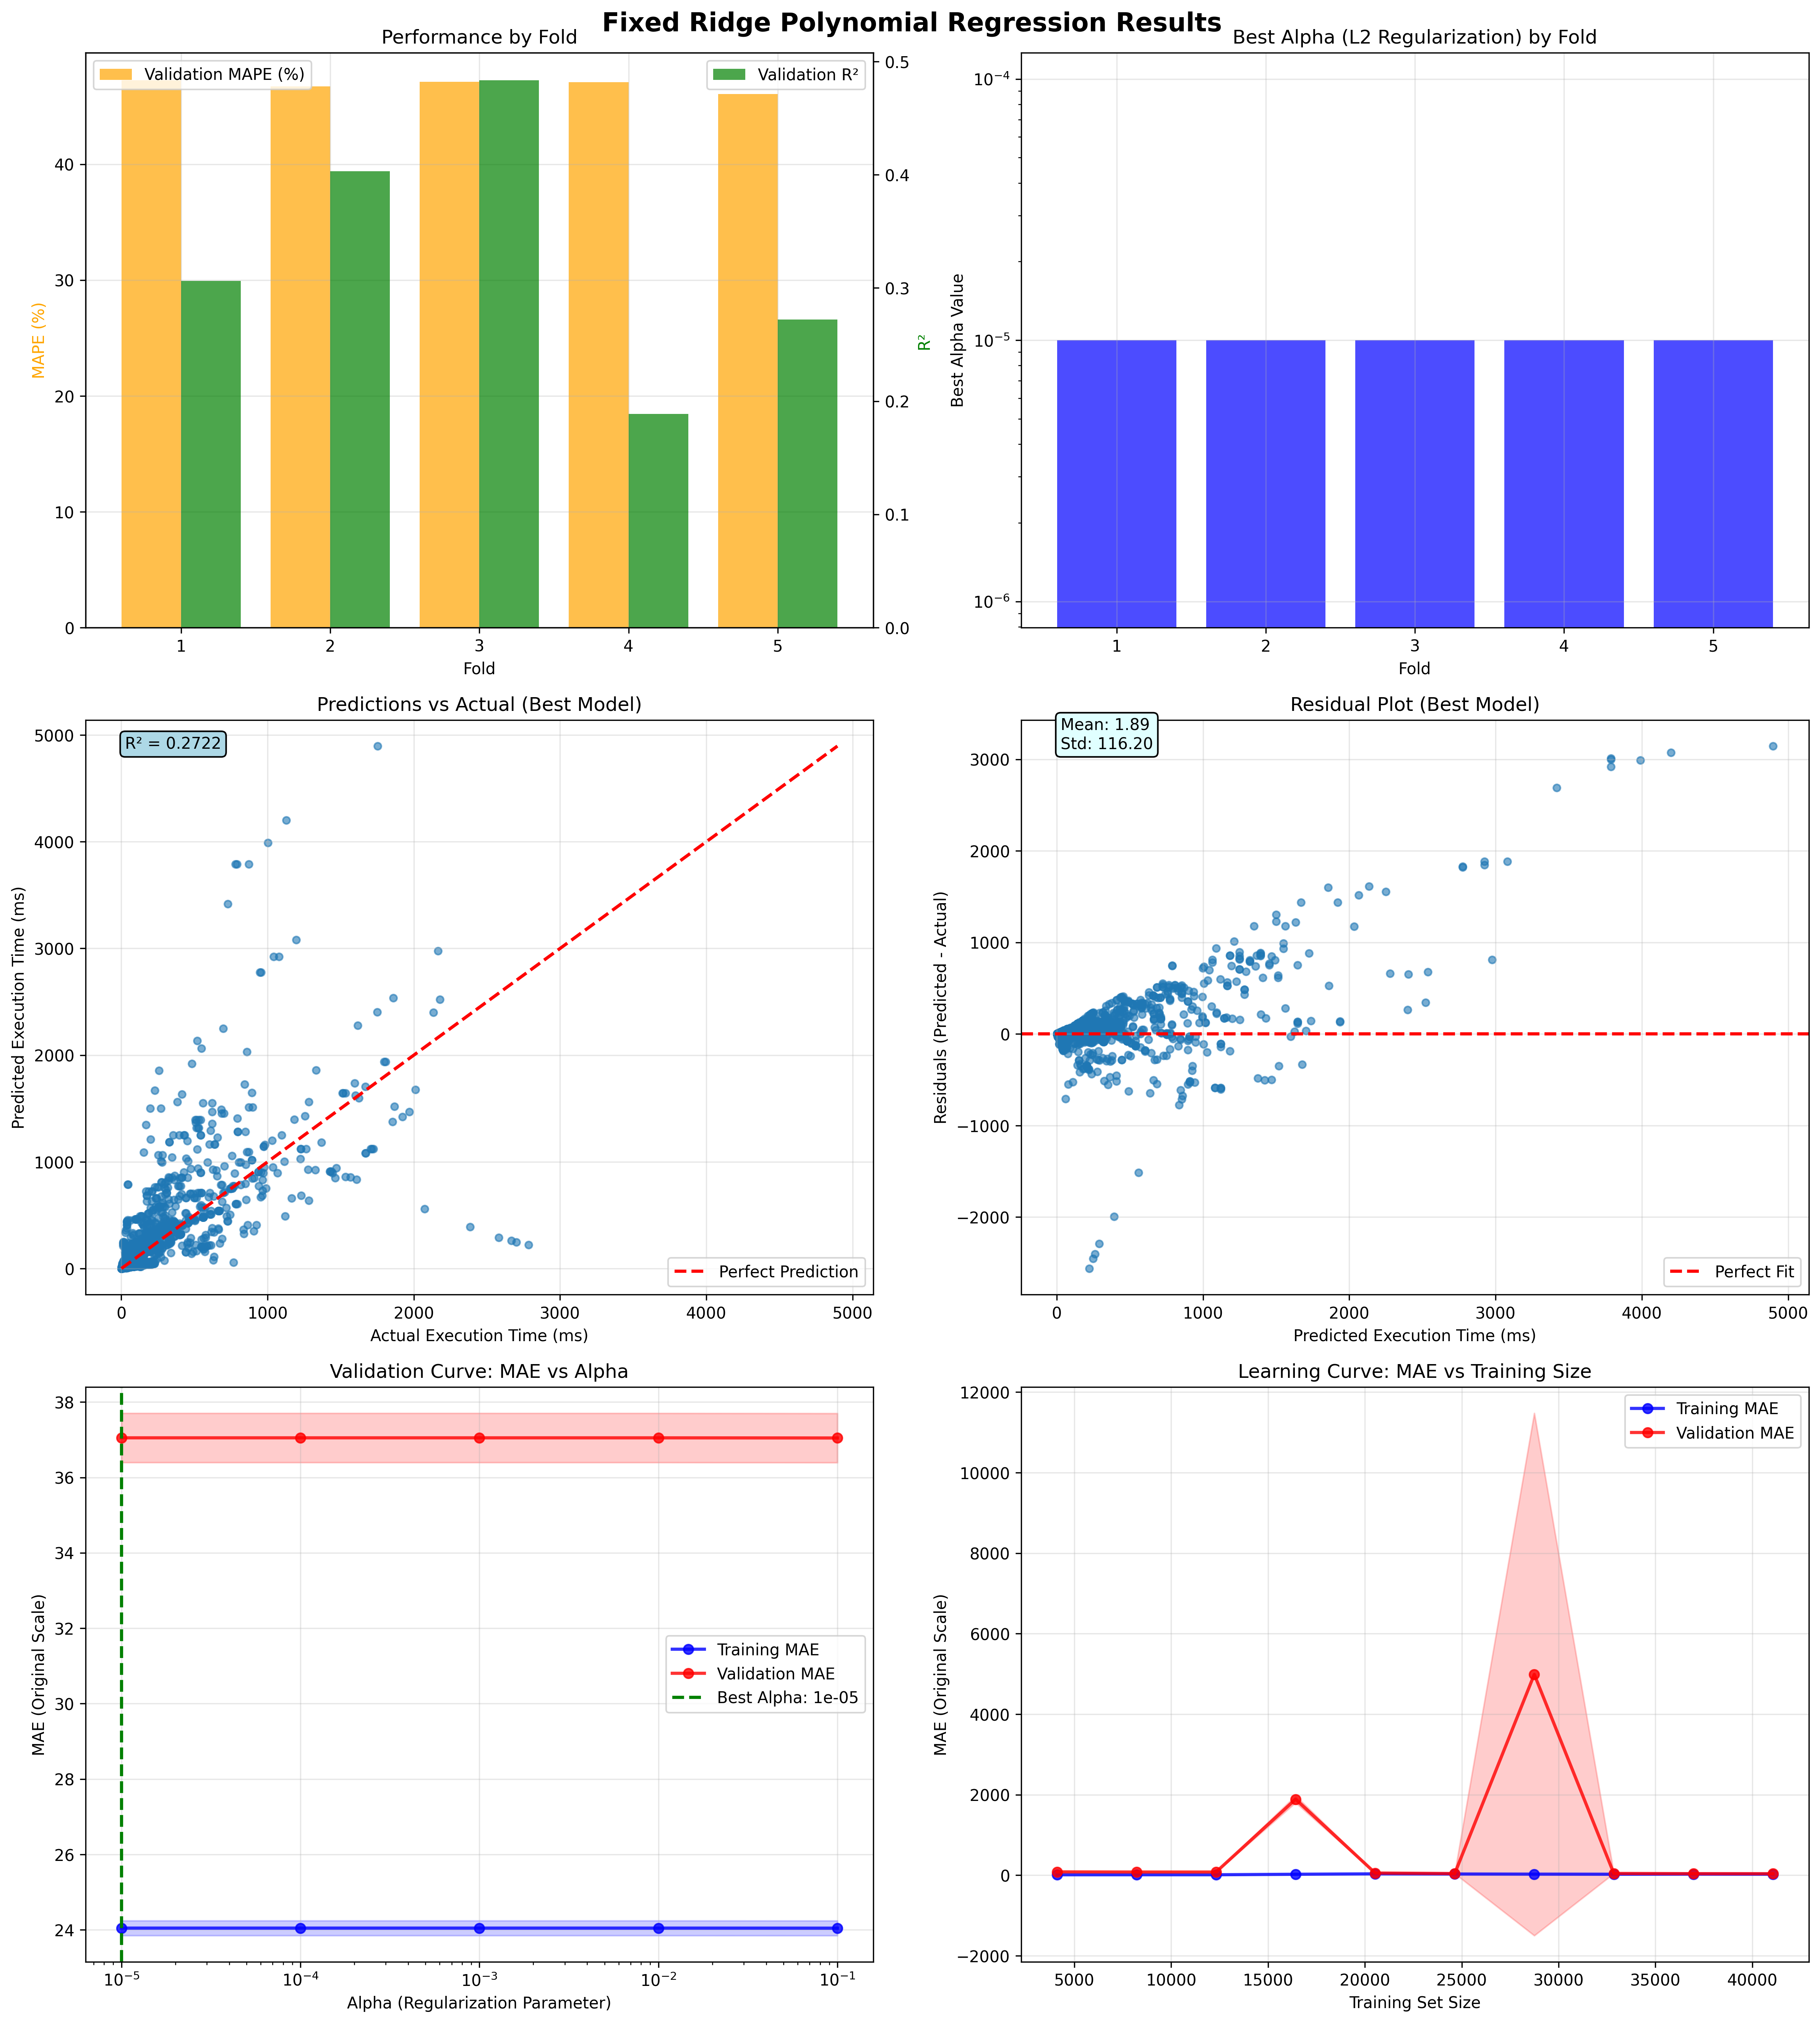 Fixed Ridge Polynomial Regression Results
Performance by Fold
Validation MAPE (%)
Validation R²
MAPE (%)
40
30
20
10
0
0.5
0.4
0.3
0.2
0.1
0.0
R²
1 2 3 4 5
Fold
Best Alpha (L2 Regularization) by Fold
Best Alpha Value
10⁻⁴
10⁻⁵
10⁻⁶
1 2 3 4 5
Fold
Predictions vs Actual (Best Model)
R² = 0.2722
Predicted Execution Time (ms)
5000
4000
3000
2000
1000
0
Perfect Prediction
0 1000 2000 3000 4000 5000
Actual Execution Time (ms)
Residual Plot (Best Model)
Mean: 1.89
Std: 116.20
Residuals (Predicted - Actual)
3000
2000
1000
0
−1000
−2000
Perfect Fit
0 1000 2000 3000 4000 5000
Predicted Execution Time (ms)
Validation Curve: MAE vs Alpha
MAE (Original Scale)
38
36
34
32
30
28
26
24
Training MAE
Validation MAE
Best Alpha: 1e-05
10⁻⁵ 10⁻⁴ 10⁻³ 10⁻² 10⁻¹
Alpha (Regularization Parameter)
Learning Curve: MAE vs Training Size
Training MAE
Validation MAE
MAE (Original Scale)
12000
10000
8000
6000
4000
2000
0
−2000
5000 10000 15000 20000 25000 30000 35000 40000
Training Set Size